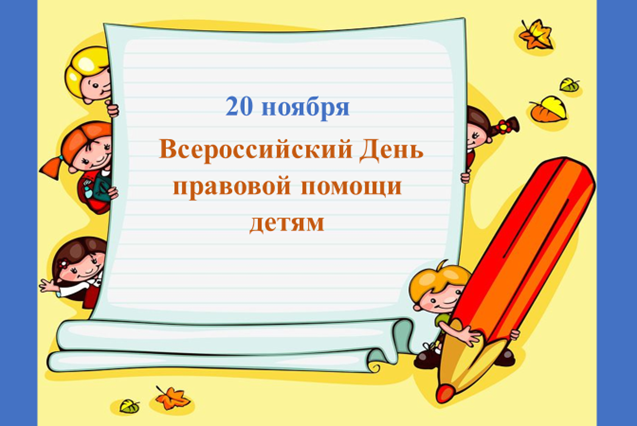 20 ноября
Всероссийский День
правовой помощи
детям